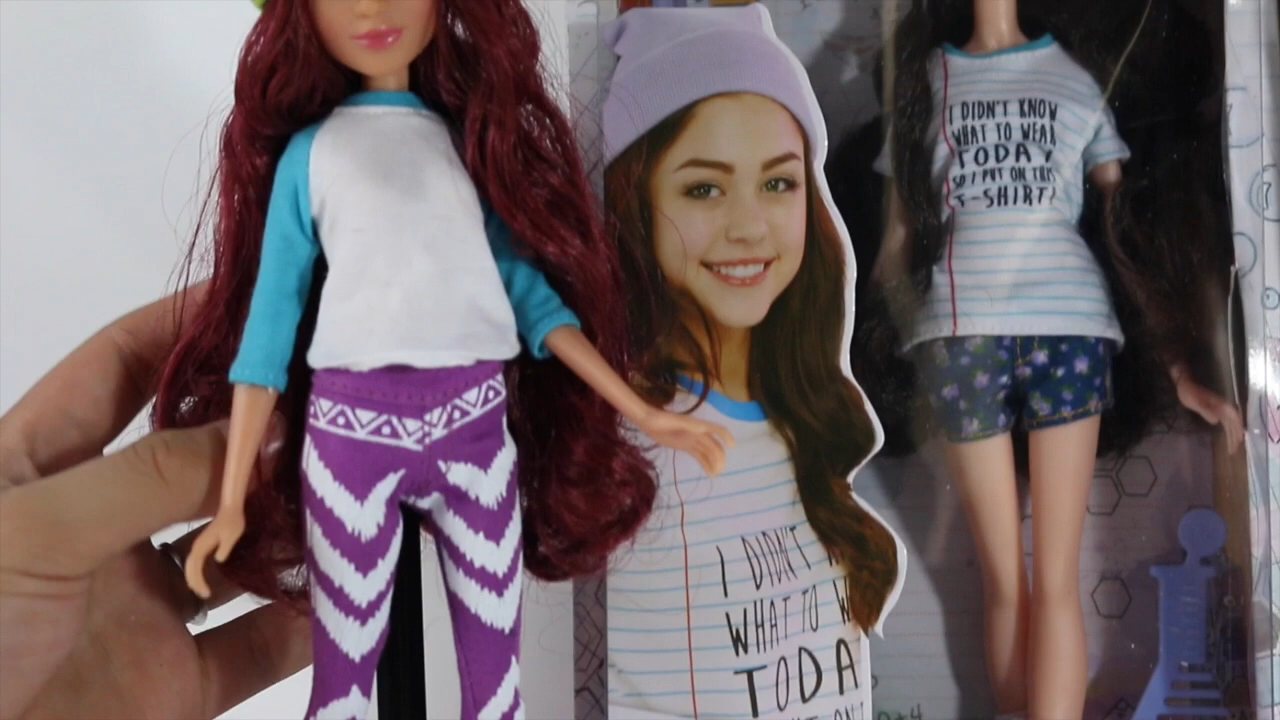 I DIDN'T KNOW
WHAT TO WEAR
TODAY
SO I PUT ON THIS
T-SHIRT?
I DIDN'T
WHAT TO W
TODA